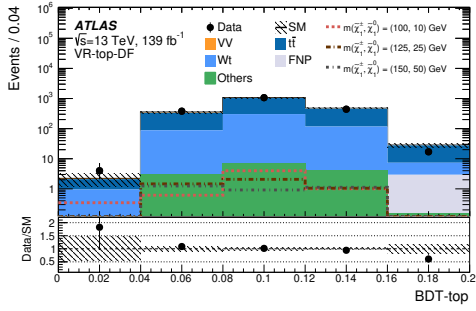 ATLAS
√s=13 TeV, 139 fb⁻¹
VR-top-DF
Data
SM
VV
tt̄
Wt
FNP
Others
m(χ̃₁±, χ̃₁⁰) = (100, 10) GeV
m(χ̃₁±, χ̃₁⁰) = (125, 25) GeV
m(χ̃₁±, χ̃₁⁰) = (150, 50) GeV
Events / 0.04
10⁶
10⁵
10⁴
10³
10²
10
1
Data/SM
2
1.5
1
0.5
0 0.02 0.04 0.06 0.08 0.1 0.12 0.14 0.16 0.18 0.2
BDT-top